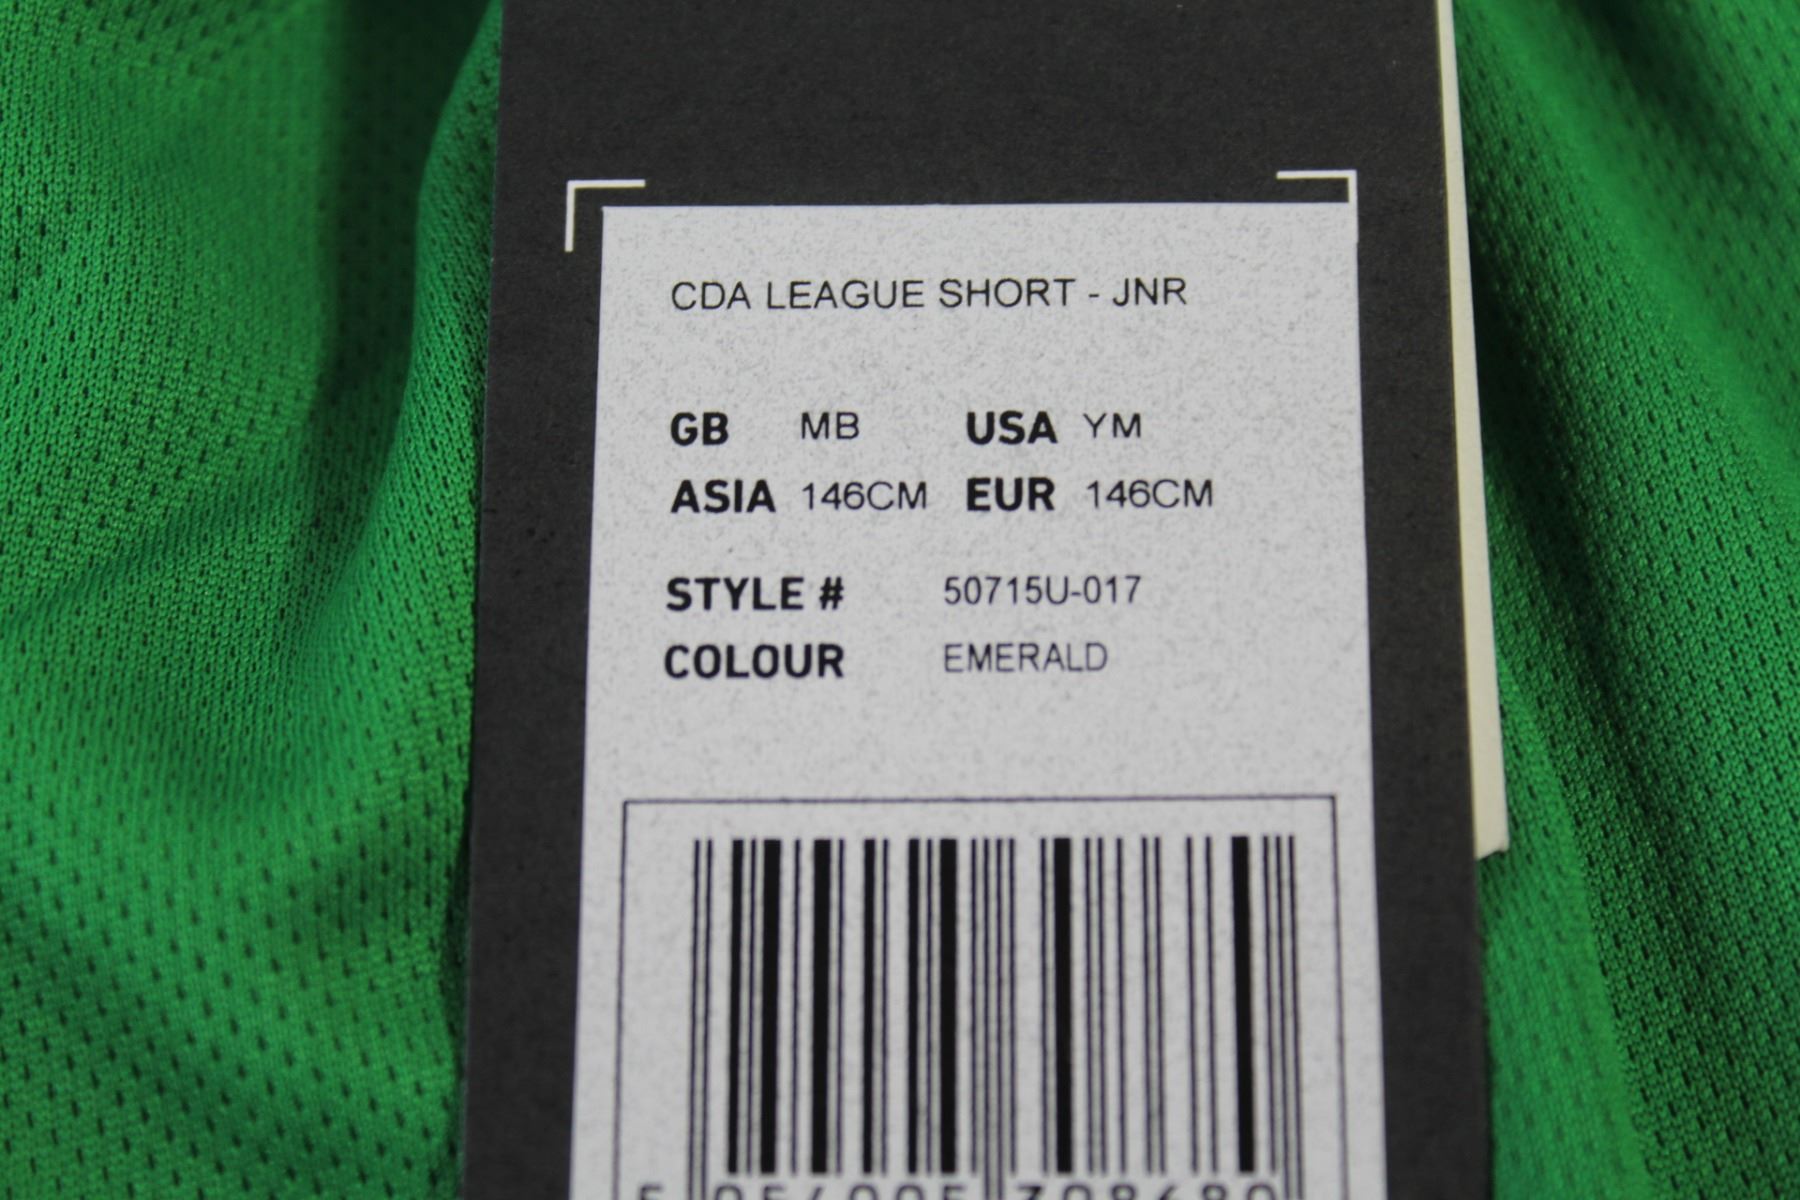 CDA LEAGUE SHORT - JNR
GB MB USA YM
ASIA 146CM EUR 146CM
STYLE # 50715U-017
COLOUR EMERALD